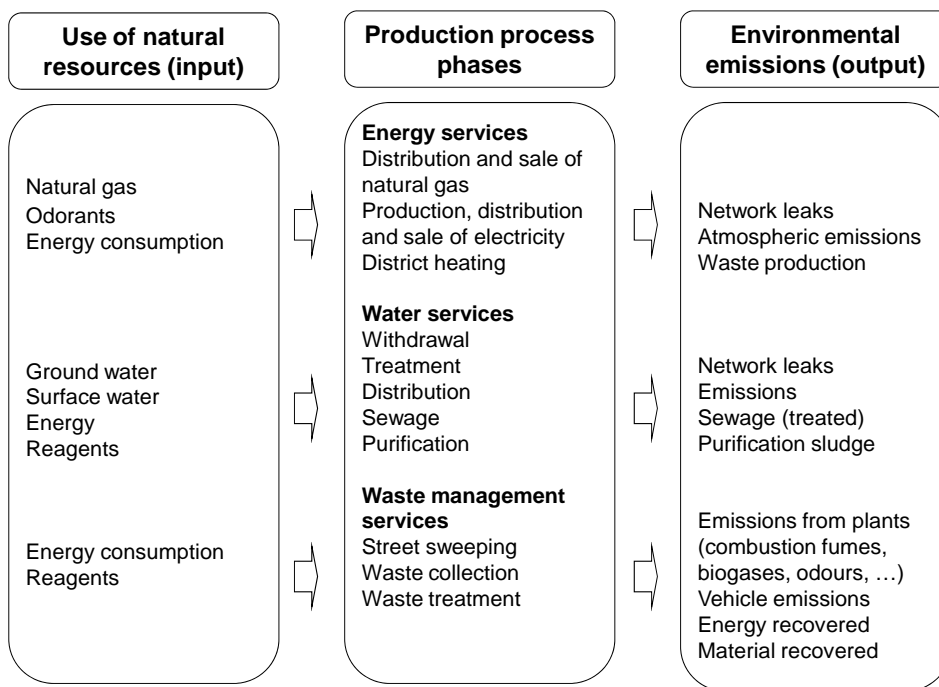 Use of natural
resources (input)
Production process
phases
Environmental
emissions (output)
Natural gas
Odorants
Energy consumption
Ground water
Surface water
Energy
Reagents
Energy consumption
Reagents
Energy services
Distribution and sale of
natural gas
Production, distribution
and sale of electricity
District heating
Water services
Withdrawal
Treatment
Distribution
Sewage
Purification
Waste management
services
Street sweeping
Waste collection
Waste treatment
Network leaks
Atmospheric emissions
Waste production
Network leaks
Emissions
Sewage (treated)
Purification sludge
Emissions from plants
(combustion fumes,
biogases, odours, …)
Vehicle emissions
Energy recovered
Material recovered